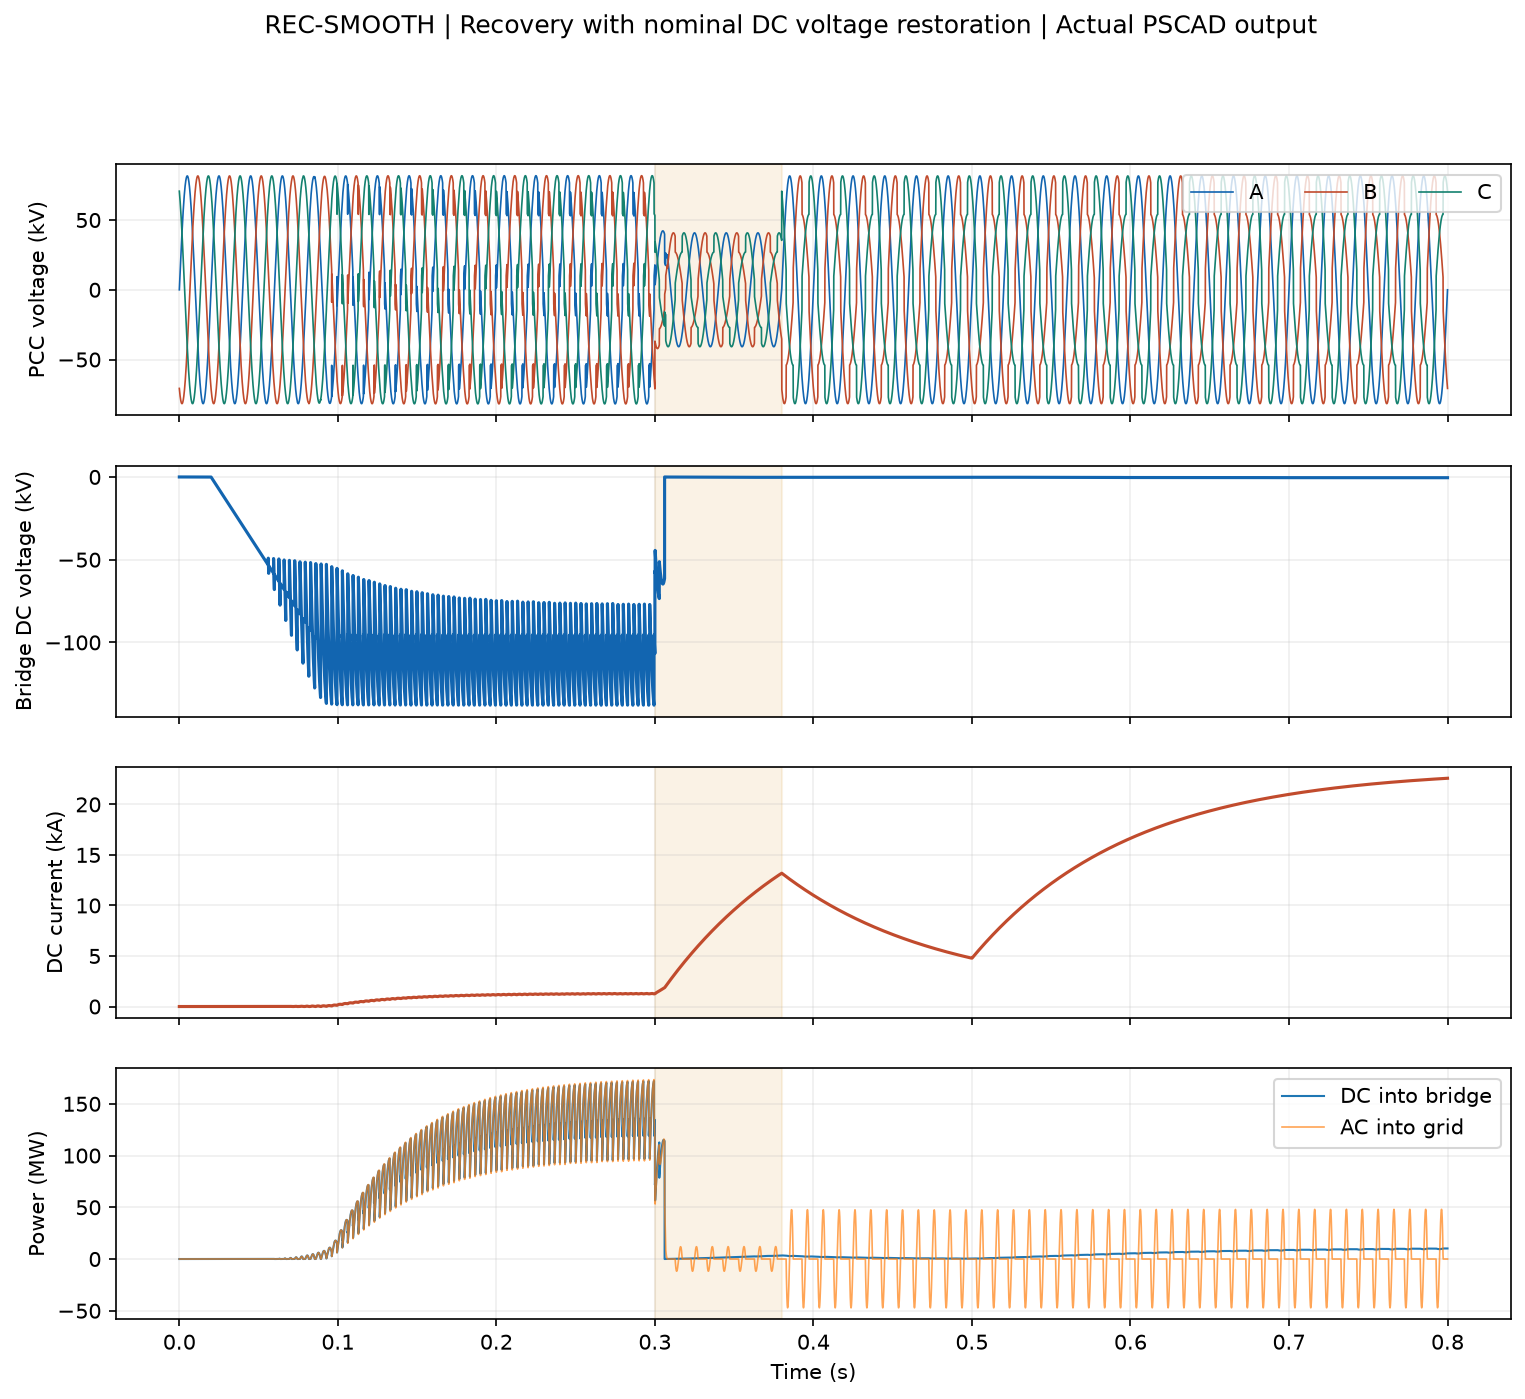 REC-SMOOTH | Recovery with nominal DC voltage restoration | Actual PSCAD output
PCC voltage (kV)
50
0
−50
A B C
Bridge DC voltage (kV)
0
−50
−100
DC current (kA)
20
15
10
5
0
Power (MW)
150
100
50
0
−50
DC into bridge
AC into grid
0.0 0.1 0.2 0.3 0.4 0.5 0.6 0.7 0.8
Time (s)